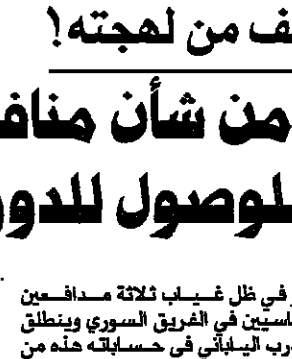 ف من لهجته!
من شأن مناف
لوصول للدور
في ظل غياب ثلاثة مدافعين
اسيين في الفريق السوري وينطلق
رب الياباني في حساباته هذه من